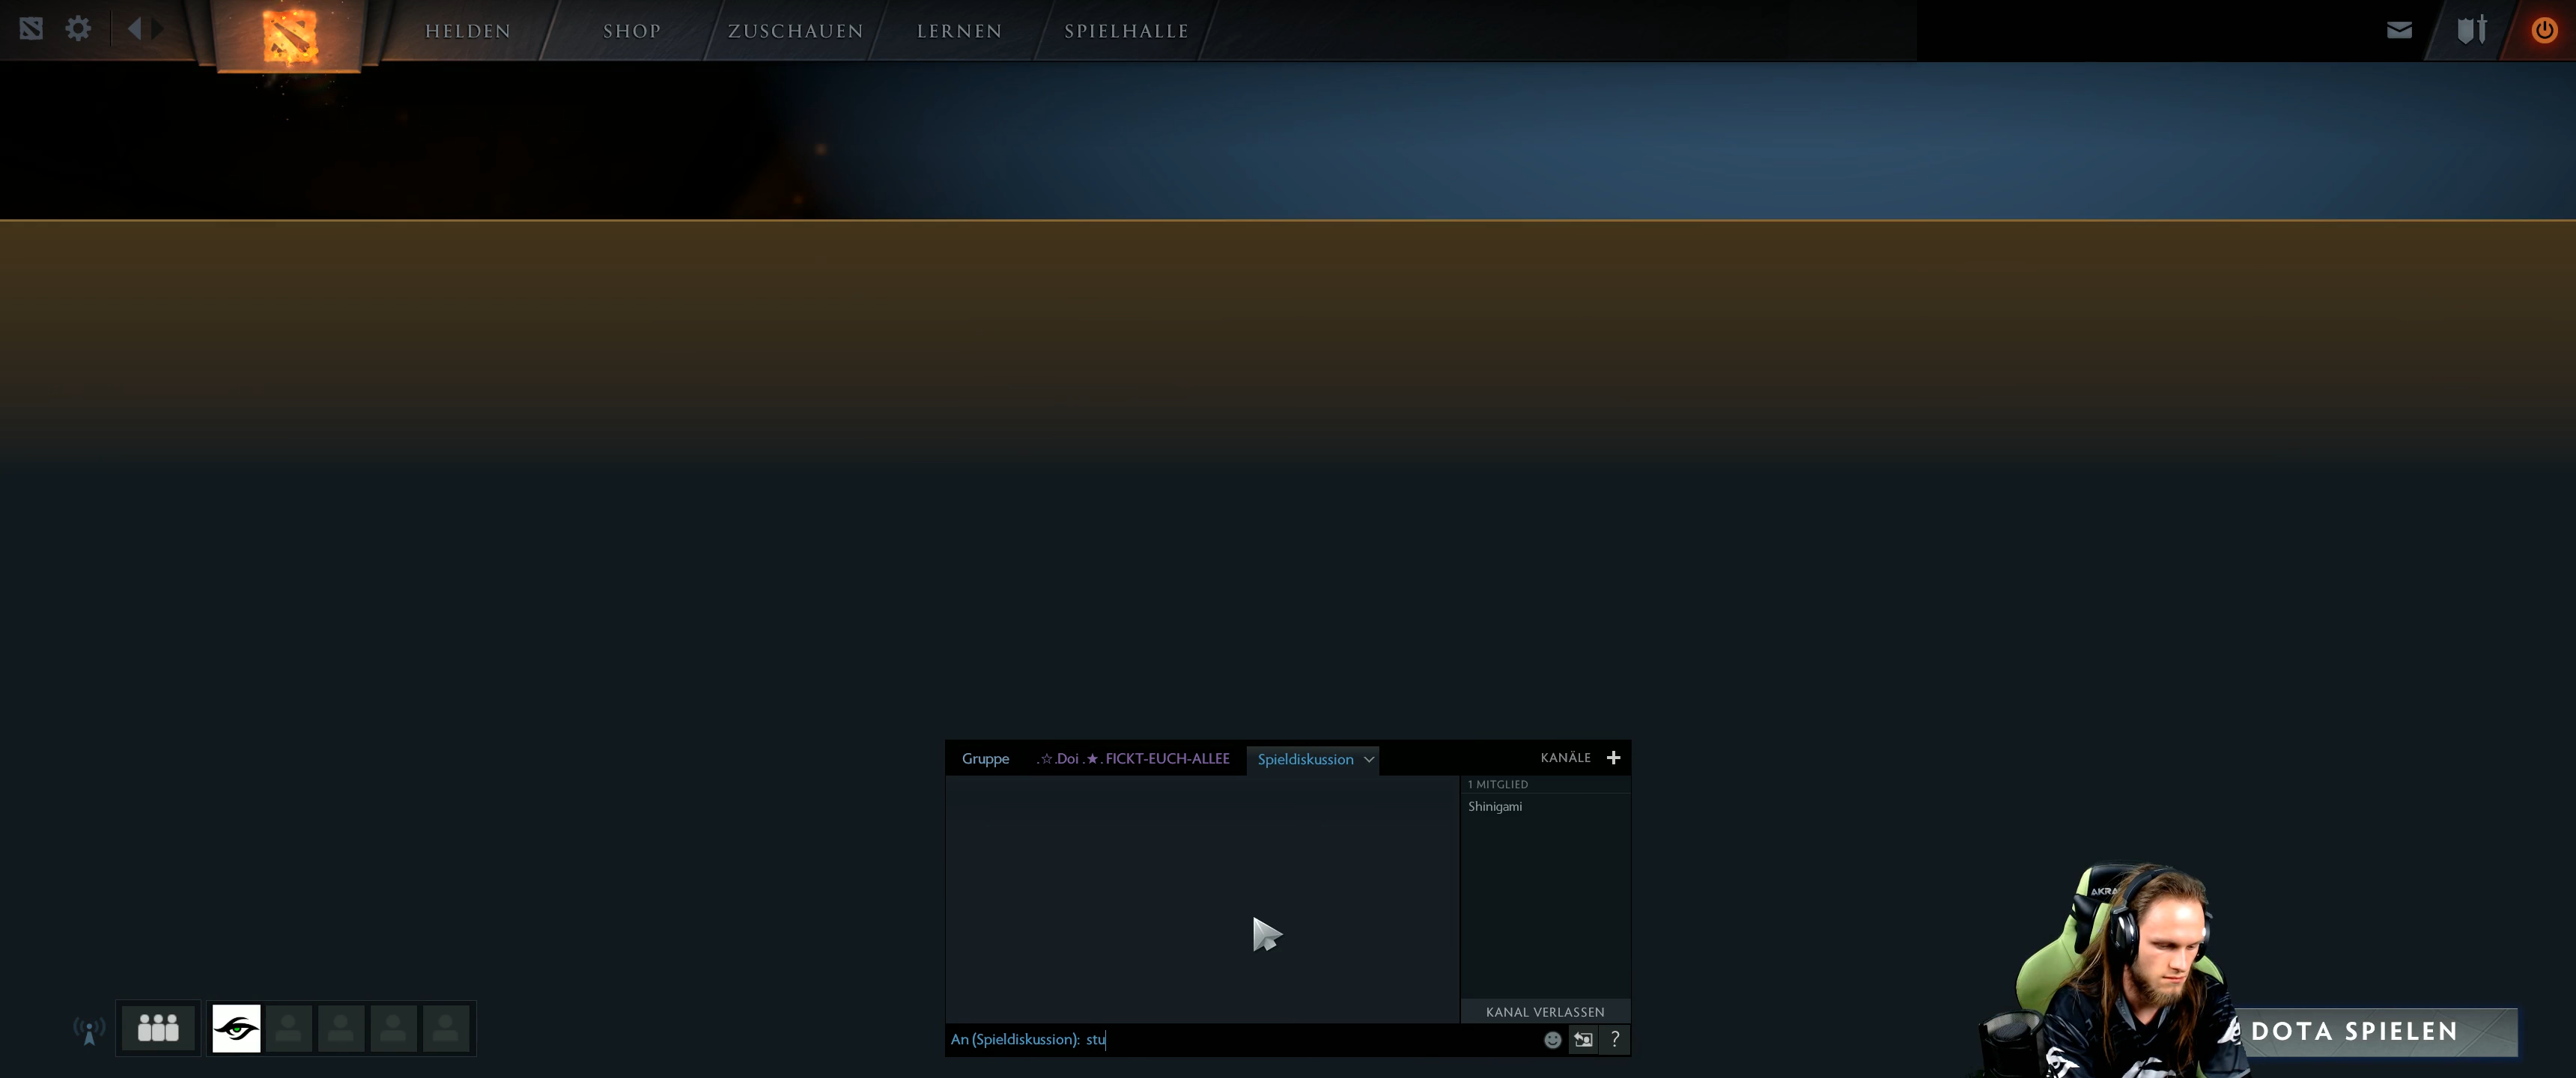 HELDEN SHOP ZUSCHAUEN LERNEN SPIELHALLE
Gruppe .☆.Doi .★. FICKT-EUCH-ALLEE Spieldiskussion KANÄLE
1 MITGLIED
Shinigami
AKRA
KANAL VERLASSEN
DOTA SPIELEN
An (Spieldiskussion): stu ?